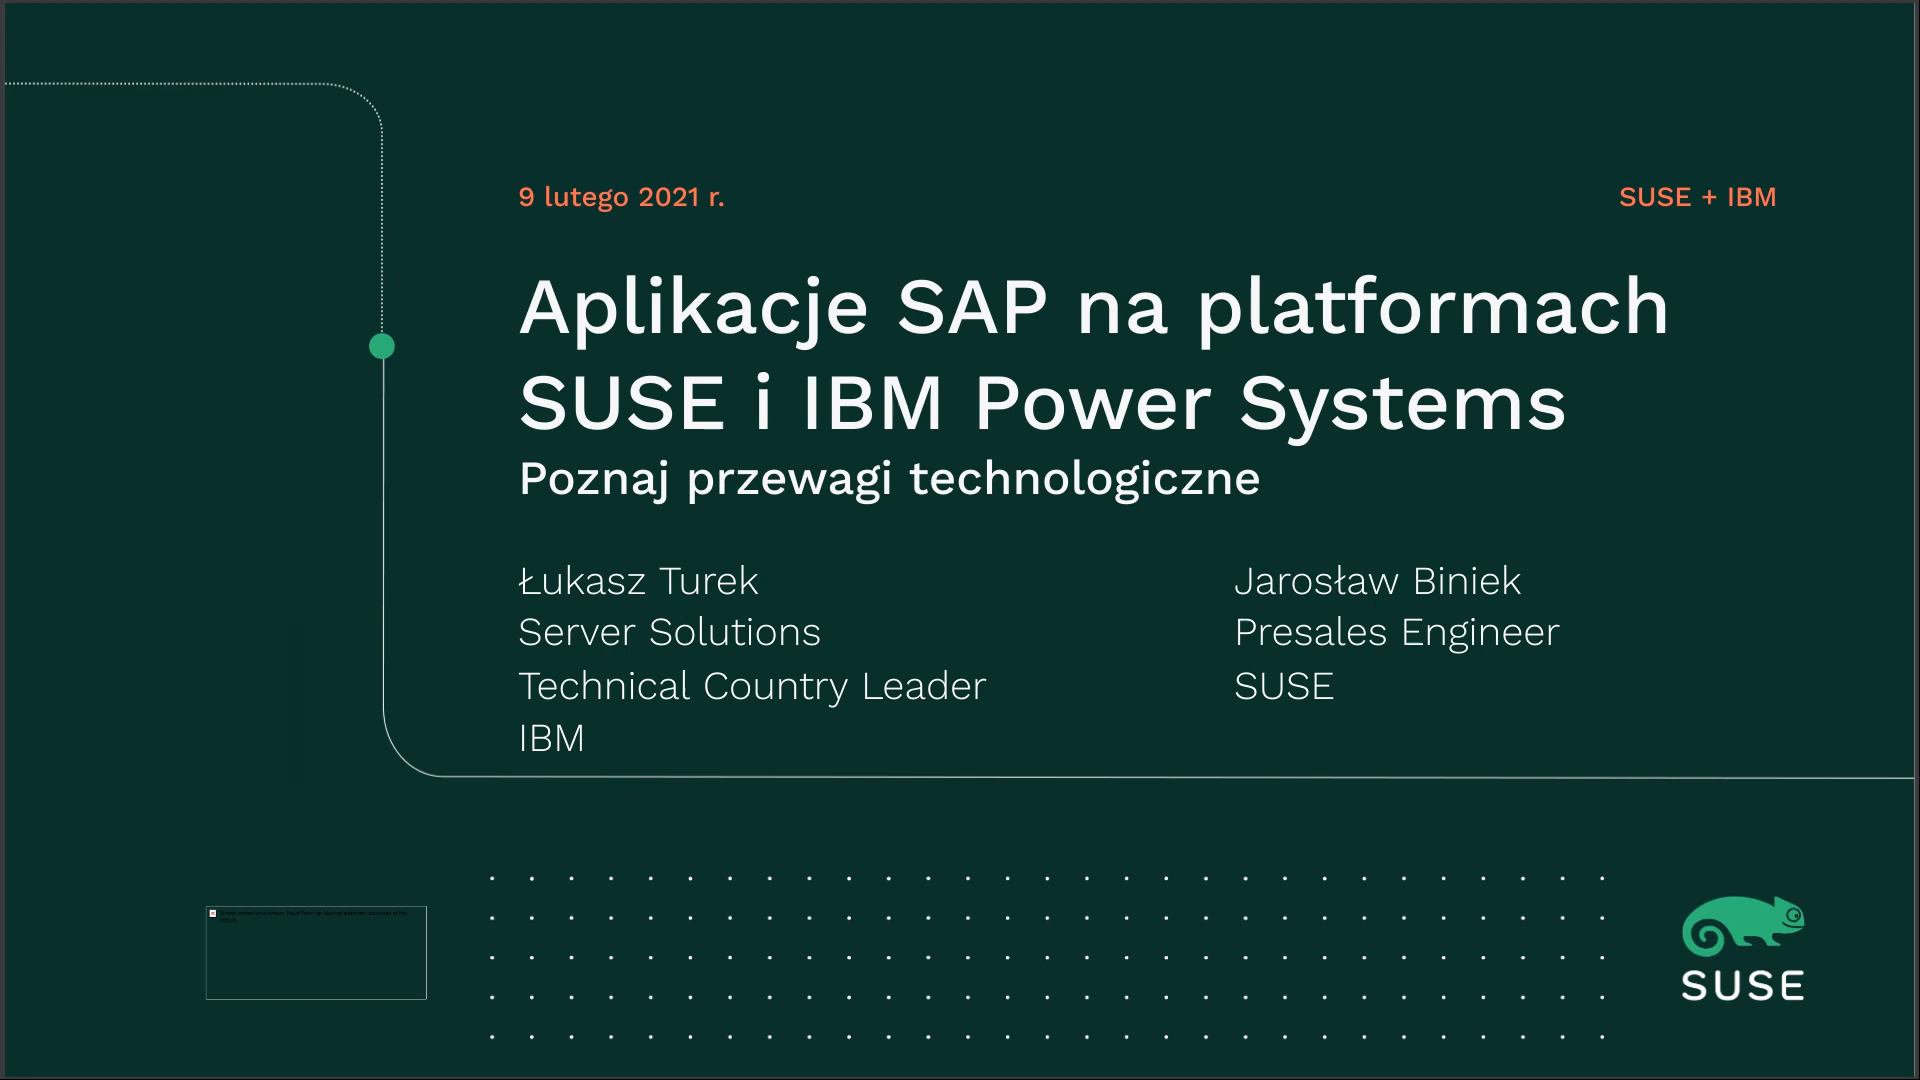 9 lutego 2021 r.
SUSE + IBM
Aplikacje SAP na platformach
SUSE i IBM Power Systems
Poznaj przewagi technologiczne
Łukasz Turek
Server Solutions
Technical Country Leader
IBM
Jarosław Biniek
Presales Engineer
SUSE
SUSE